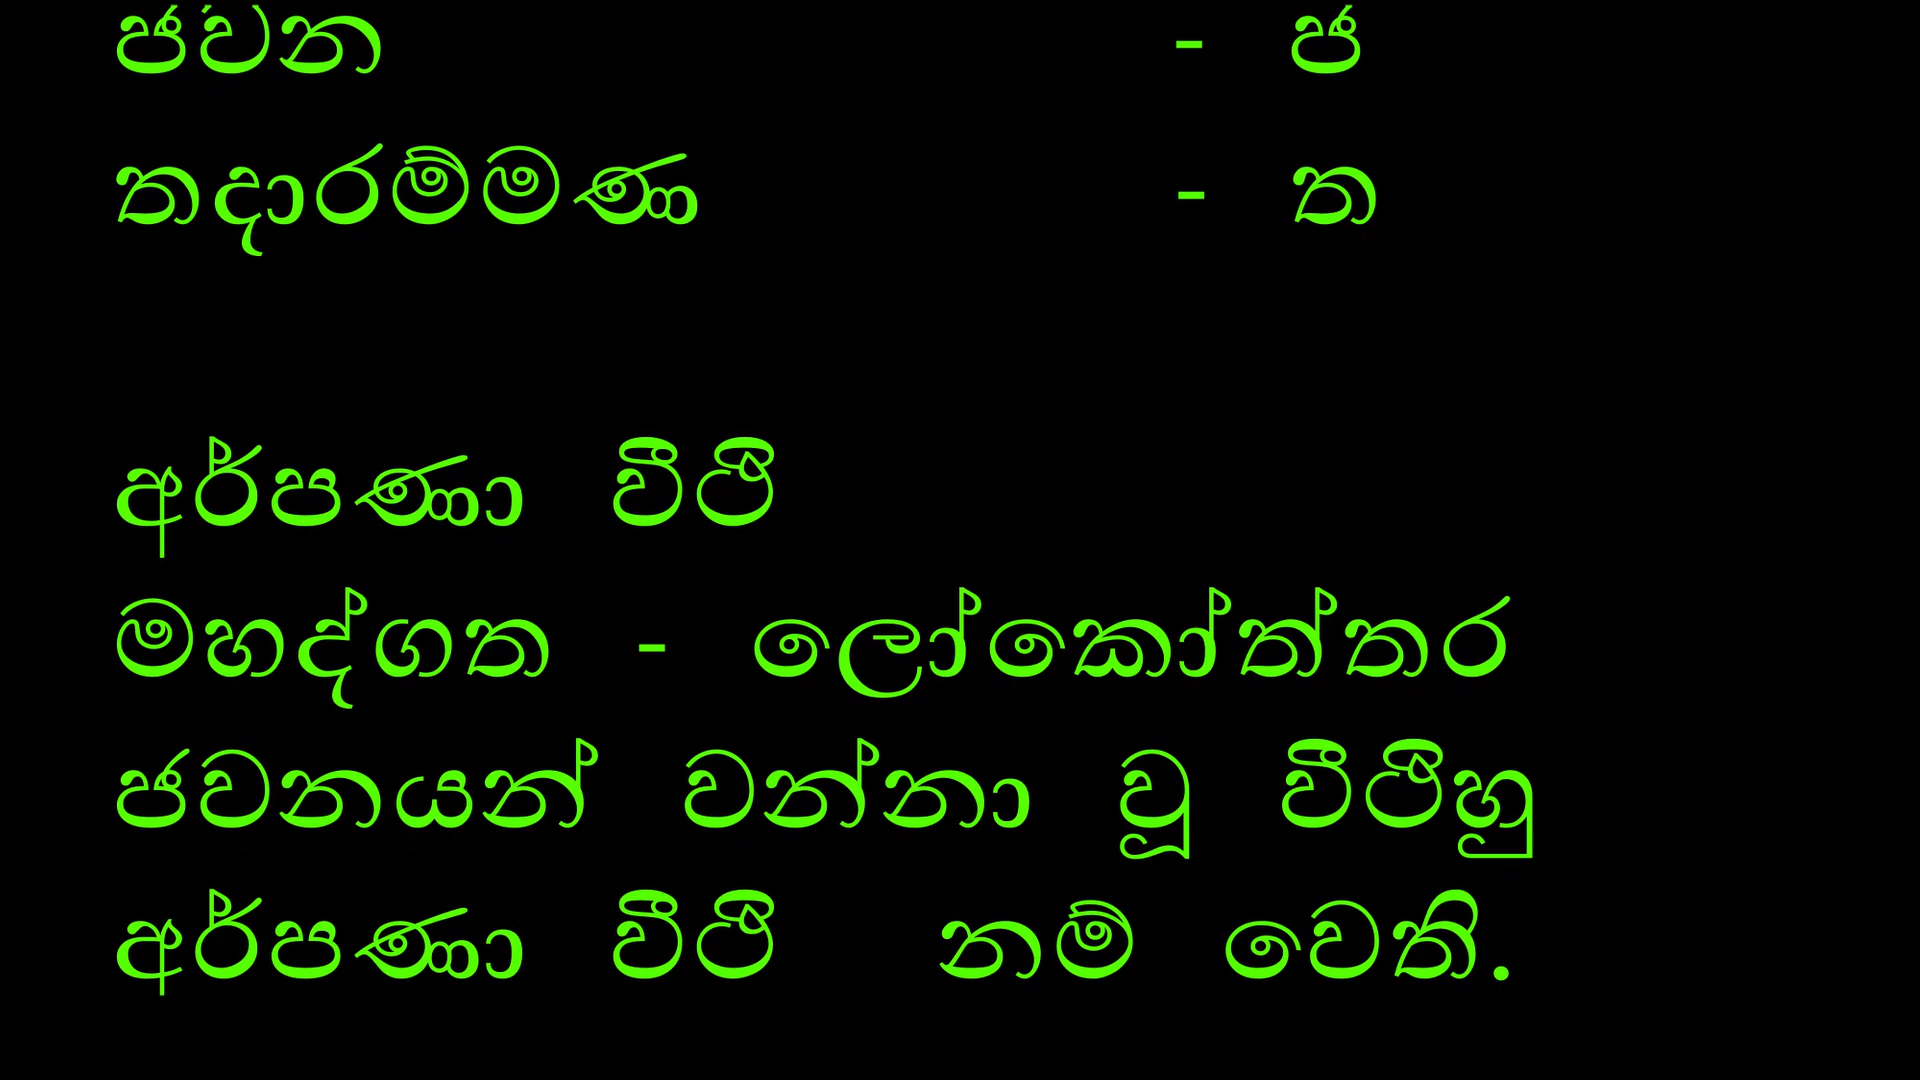 ජවන - ජ
තදාරම්මණ - ත
අර්පණා වීථි
මහද්ගත - ලෝකෝත්තර
ජවනයන් වන්නා වූ වීථිහු
අර්පණා වීථි නම් වෙති.